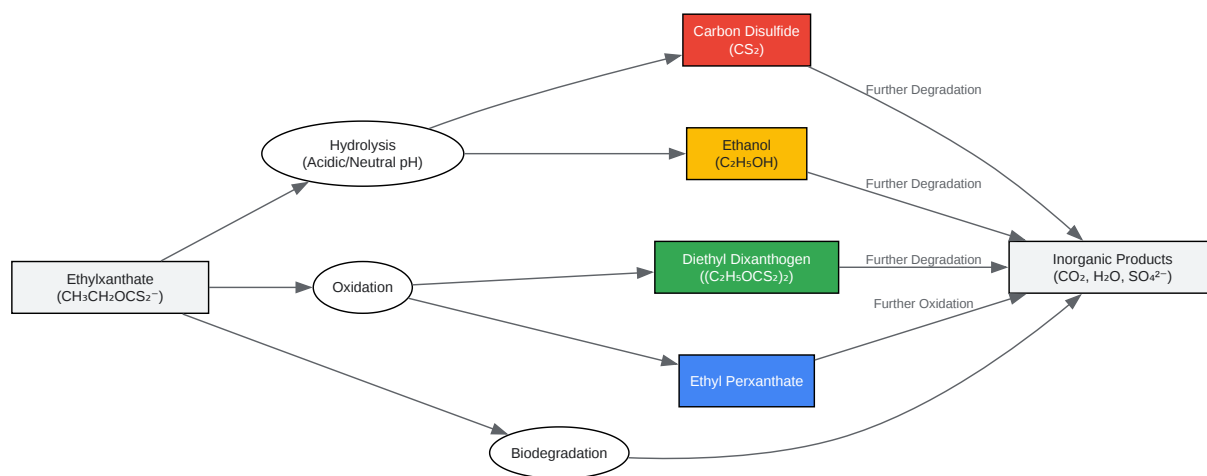 Carbon Disulfide
(CS₂)
Further Degradation
Hydrolysis
(Acidic/Neutral pH)
Ethanol
(C₂H₅OH)
Further Degradation
Ethylxanthate
(CH₃CH₂OCS₂⁻)
Oxidation
Diethyl Dixanthogen
((C₂H₅OCS₂)₂)
Further Degradation
Inorganic Products
(CO₂, H₂O, SO₄²⁻)
Further Oxidation
Ethyl Perxanthate
Biodegradation